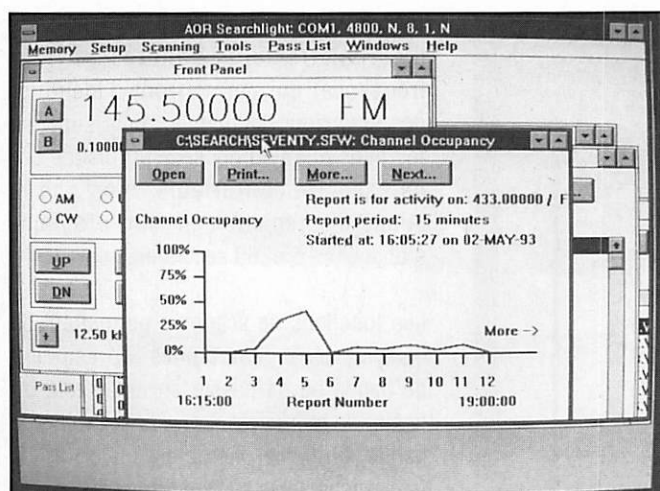 AOR Searchlight: COM1, 4800, N, 8, 1, N
Memory Setup Scanning Tools Pass List Windows Help
Front Panel
A 145.50000 FM
B 0.1000
C:\SEARCH\SEVENTY.SFW: Channel Occupancy
Open Print... More... Next...
Report is for activity on: 433.00000 / F
Channel Occupancy Report period: 15 minutes
Started at: 16:05:27 on 02-MAY-93
AM
CW
UP
DN
+ 12.50 k
Pass List
100%
75%
50%
25%
0%
More ->
1 2 3 4 5 6 7 8 9 10 11 12
16:15:00 Report Number 19:00:00